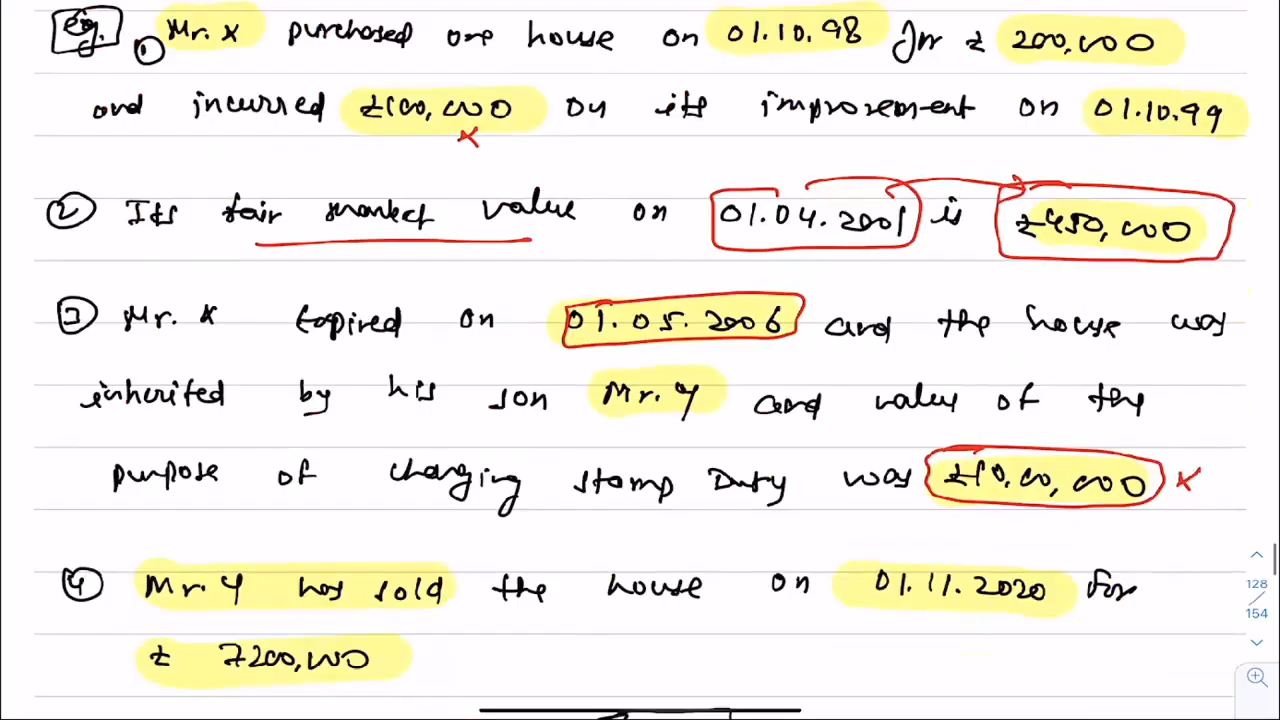 eg. ① Mr. X purchased one house on 01.10.98 for ₹ 200,000
and incurred ₹100,000 on its improvement on 01.10.99
② Its fair market value on 01.04.2001 is ₹450,000
③ Mr. X expired on 01.05.2006 and the house was
inherited by his son Mr. Y and value of the
purpose of charging stamp Duty was ₹10,00,000
④ Mr. Y has sold the house on 01.11.2020 for
₹ 7200,000
128
154